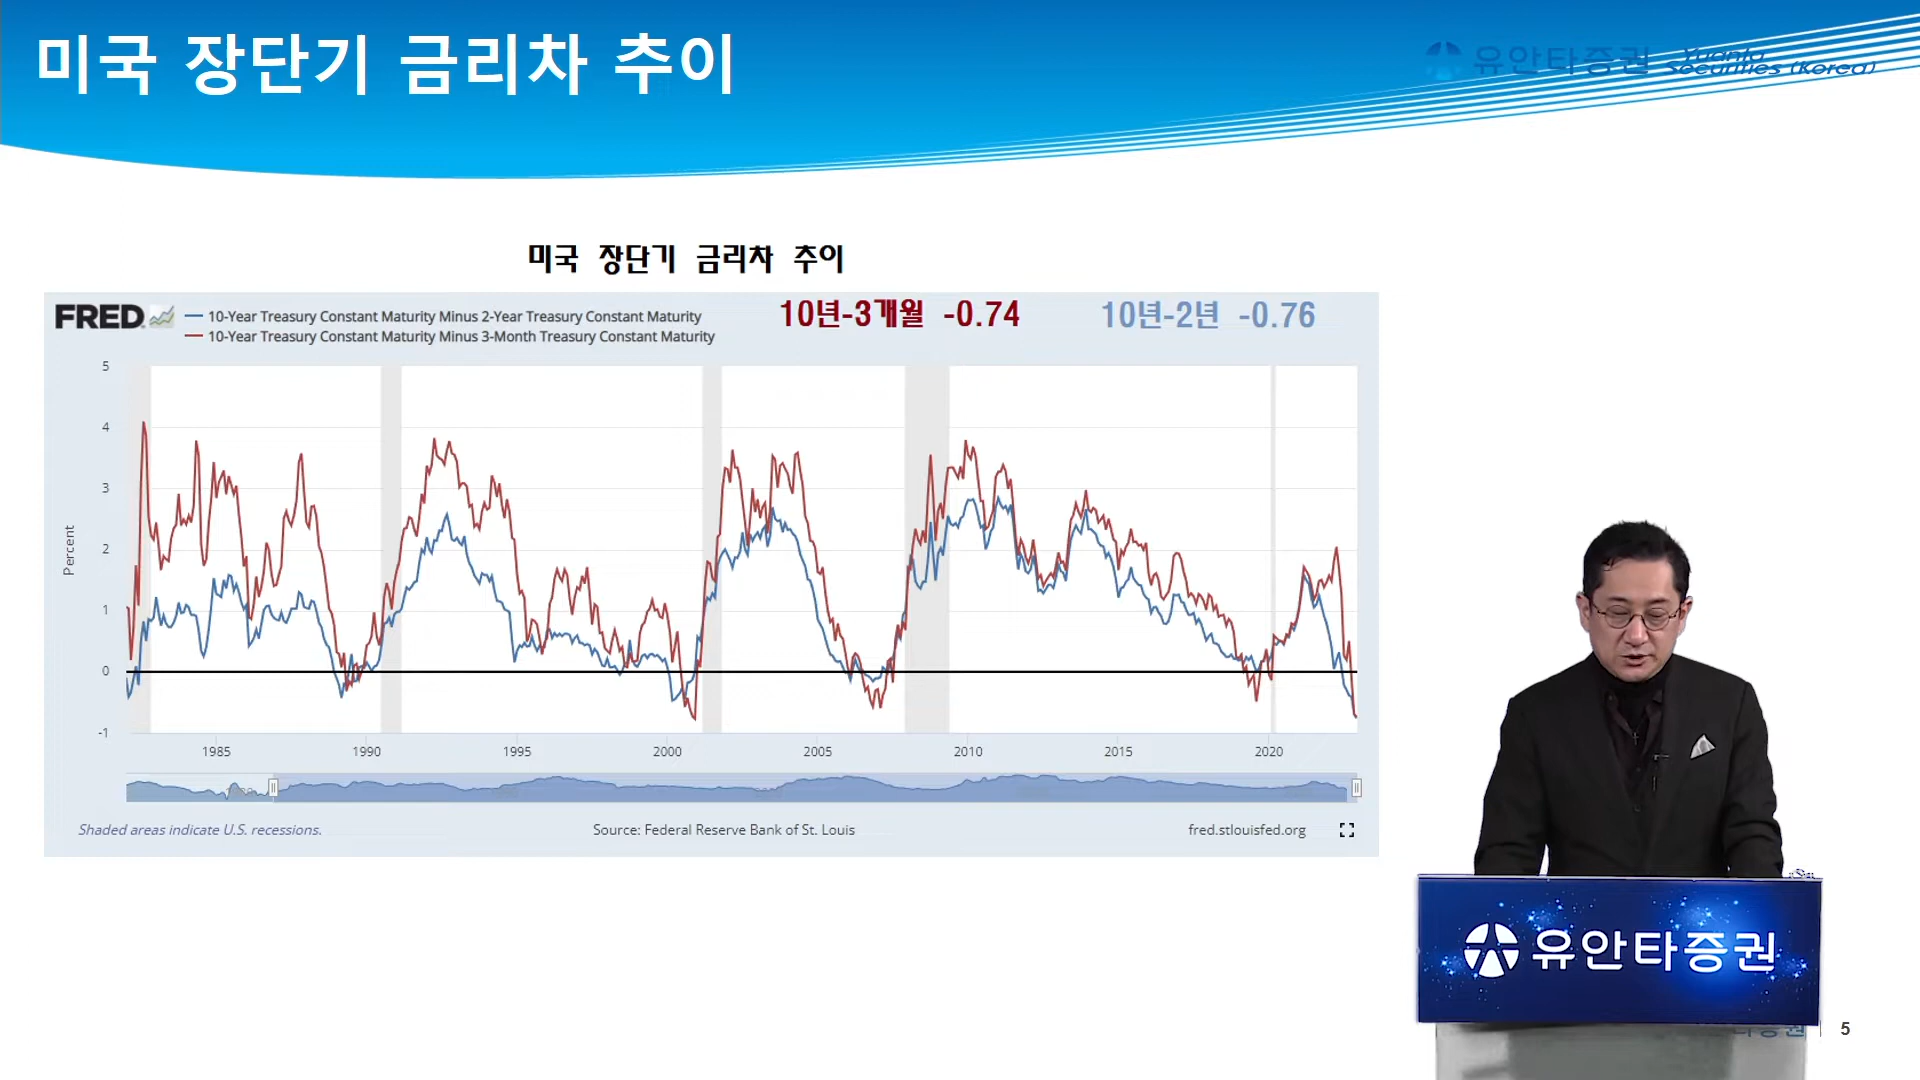 미국 장단기 금리차 추이
유안타증권 Yuanta Securities (Korea)
미국 장단기 금리차 추이
FRED
10-Year Treasury Constant Maturity Minus 2-Year Treasury Constant Maturity
10-Year Treasury Constant Maturity Minus 3-Month Treasury Constant Maturity
10년-3개월 -0.74
10년-2년 -0.76
Percent
5
4
3
2
1
0
-1
1985 1990 1995 2000 2005 2010 2015 2020
Shaded areas indicate U.S. recessions.
Source: Federal Reserve Bank of St. Louis
fred.stlouisfed.org
유안타증권
5